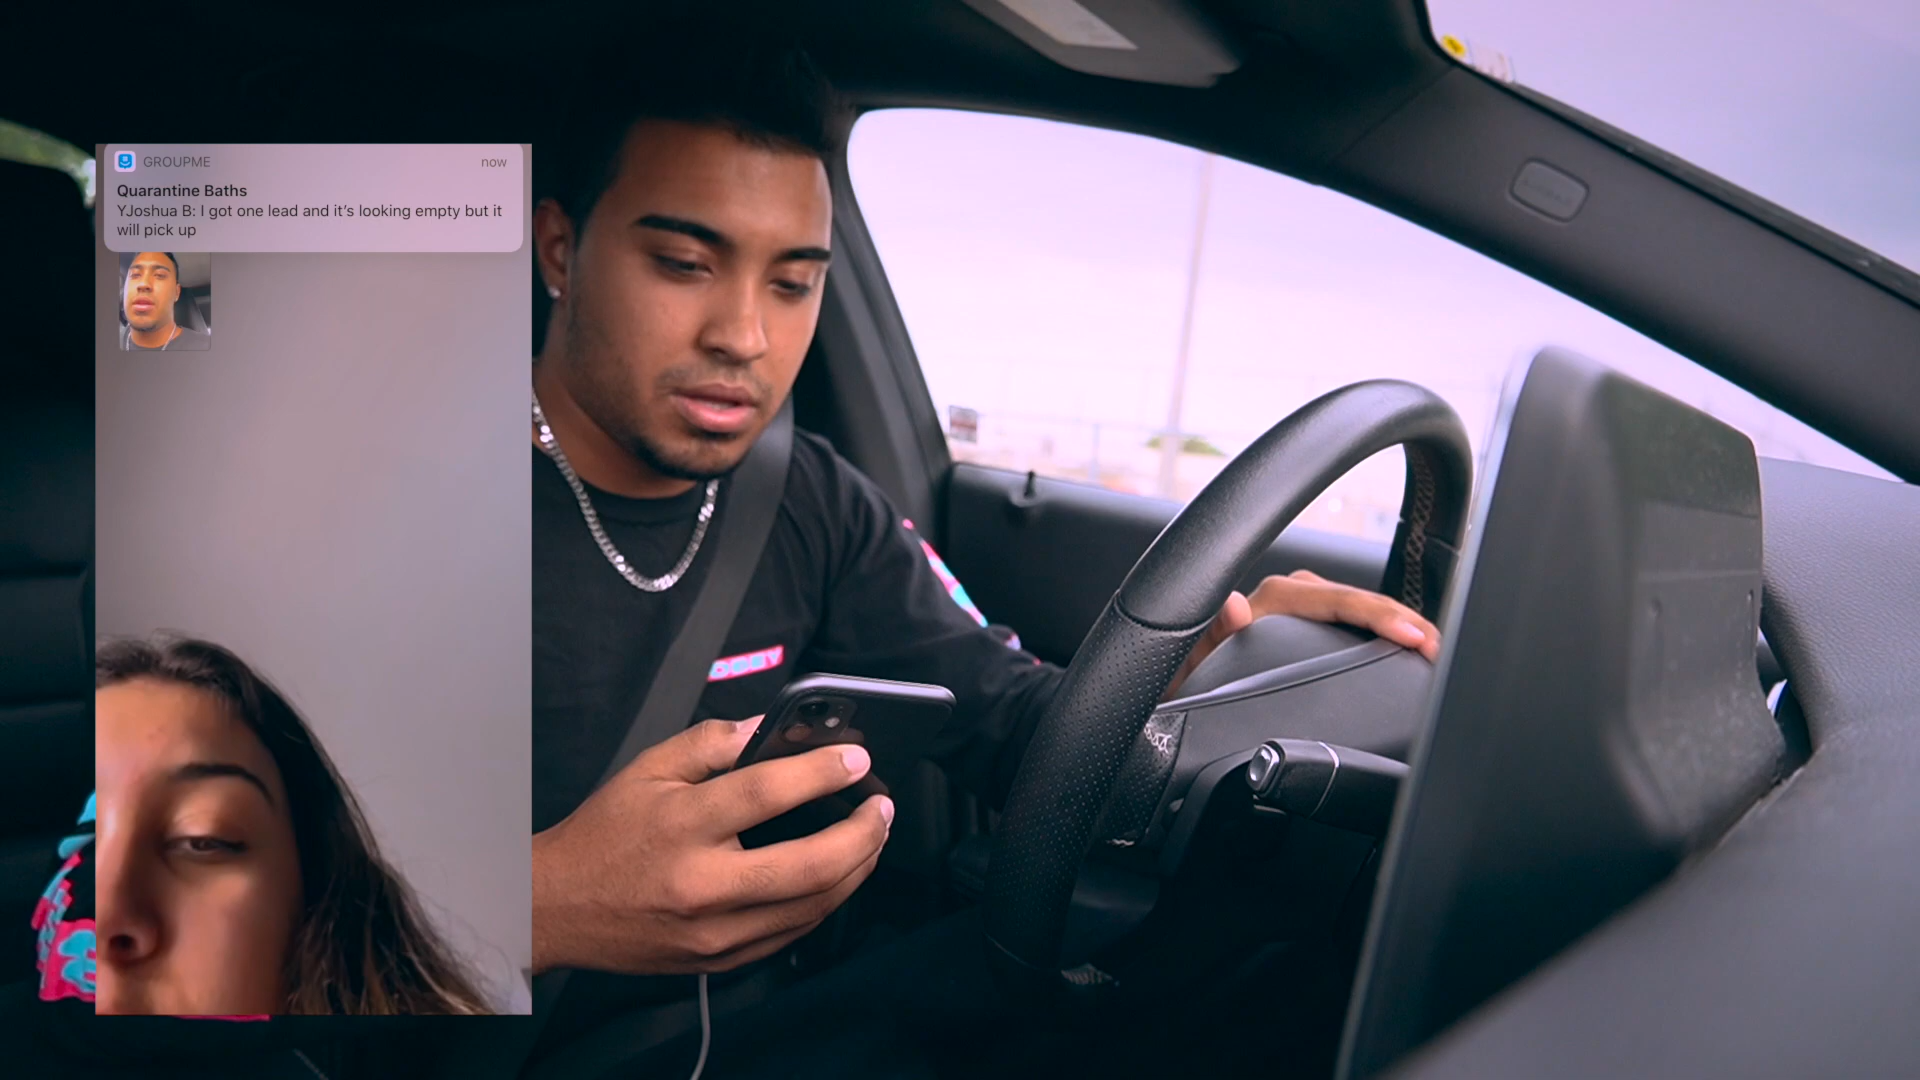 GROUPME
now
Quarantine Baths
YJoshua B: I got one lead and it's looking empty but it
will pick up